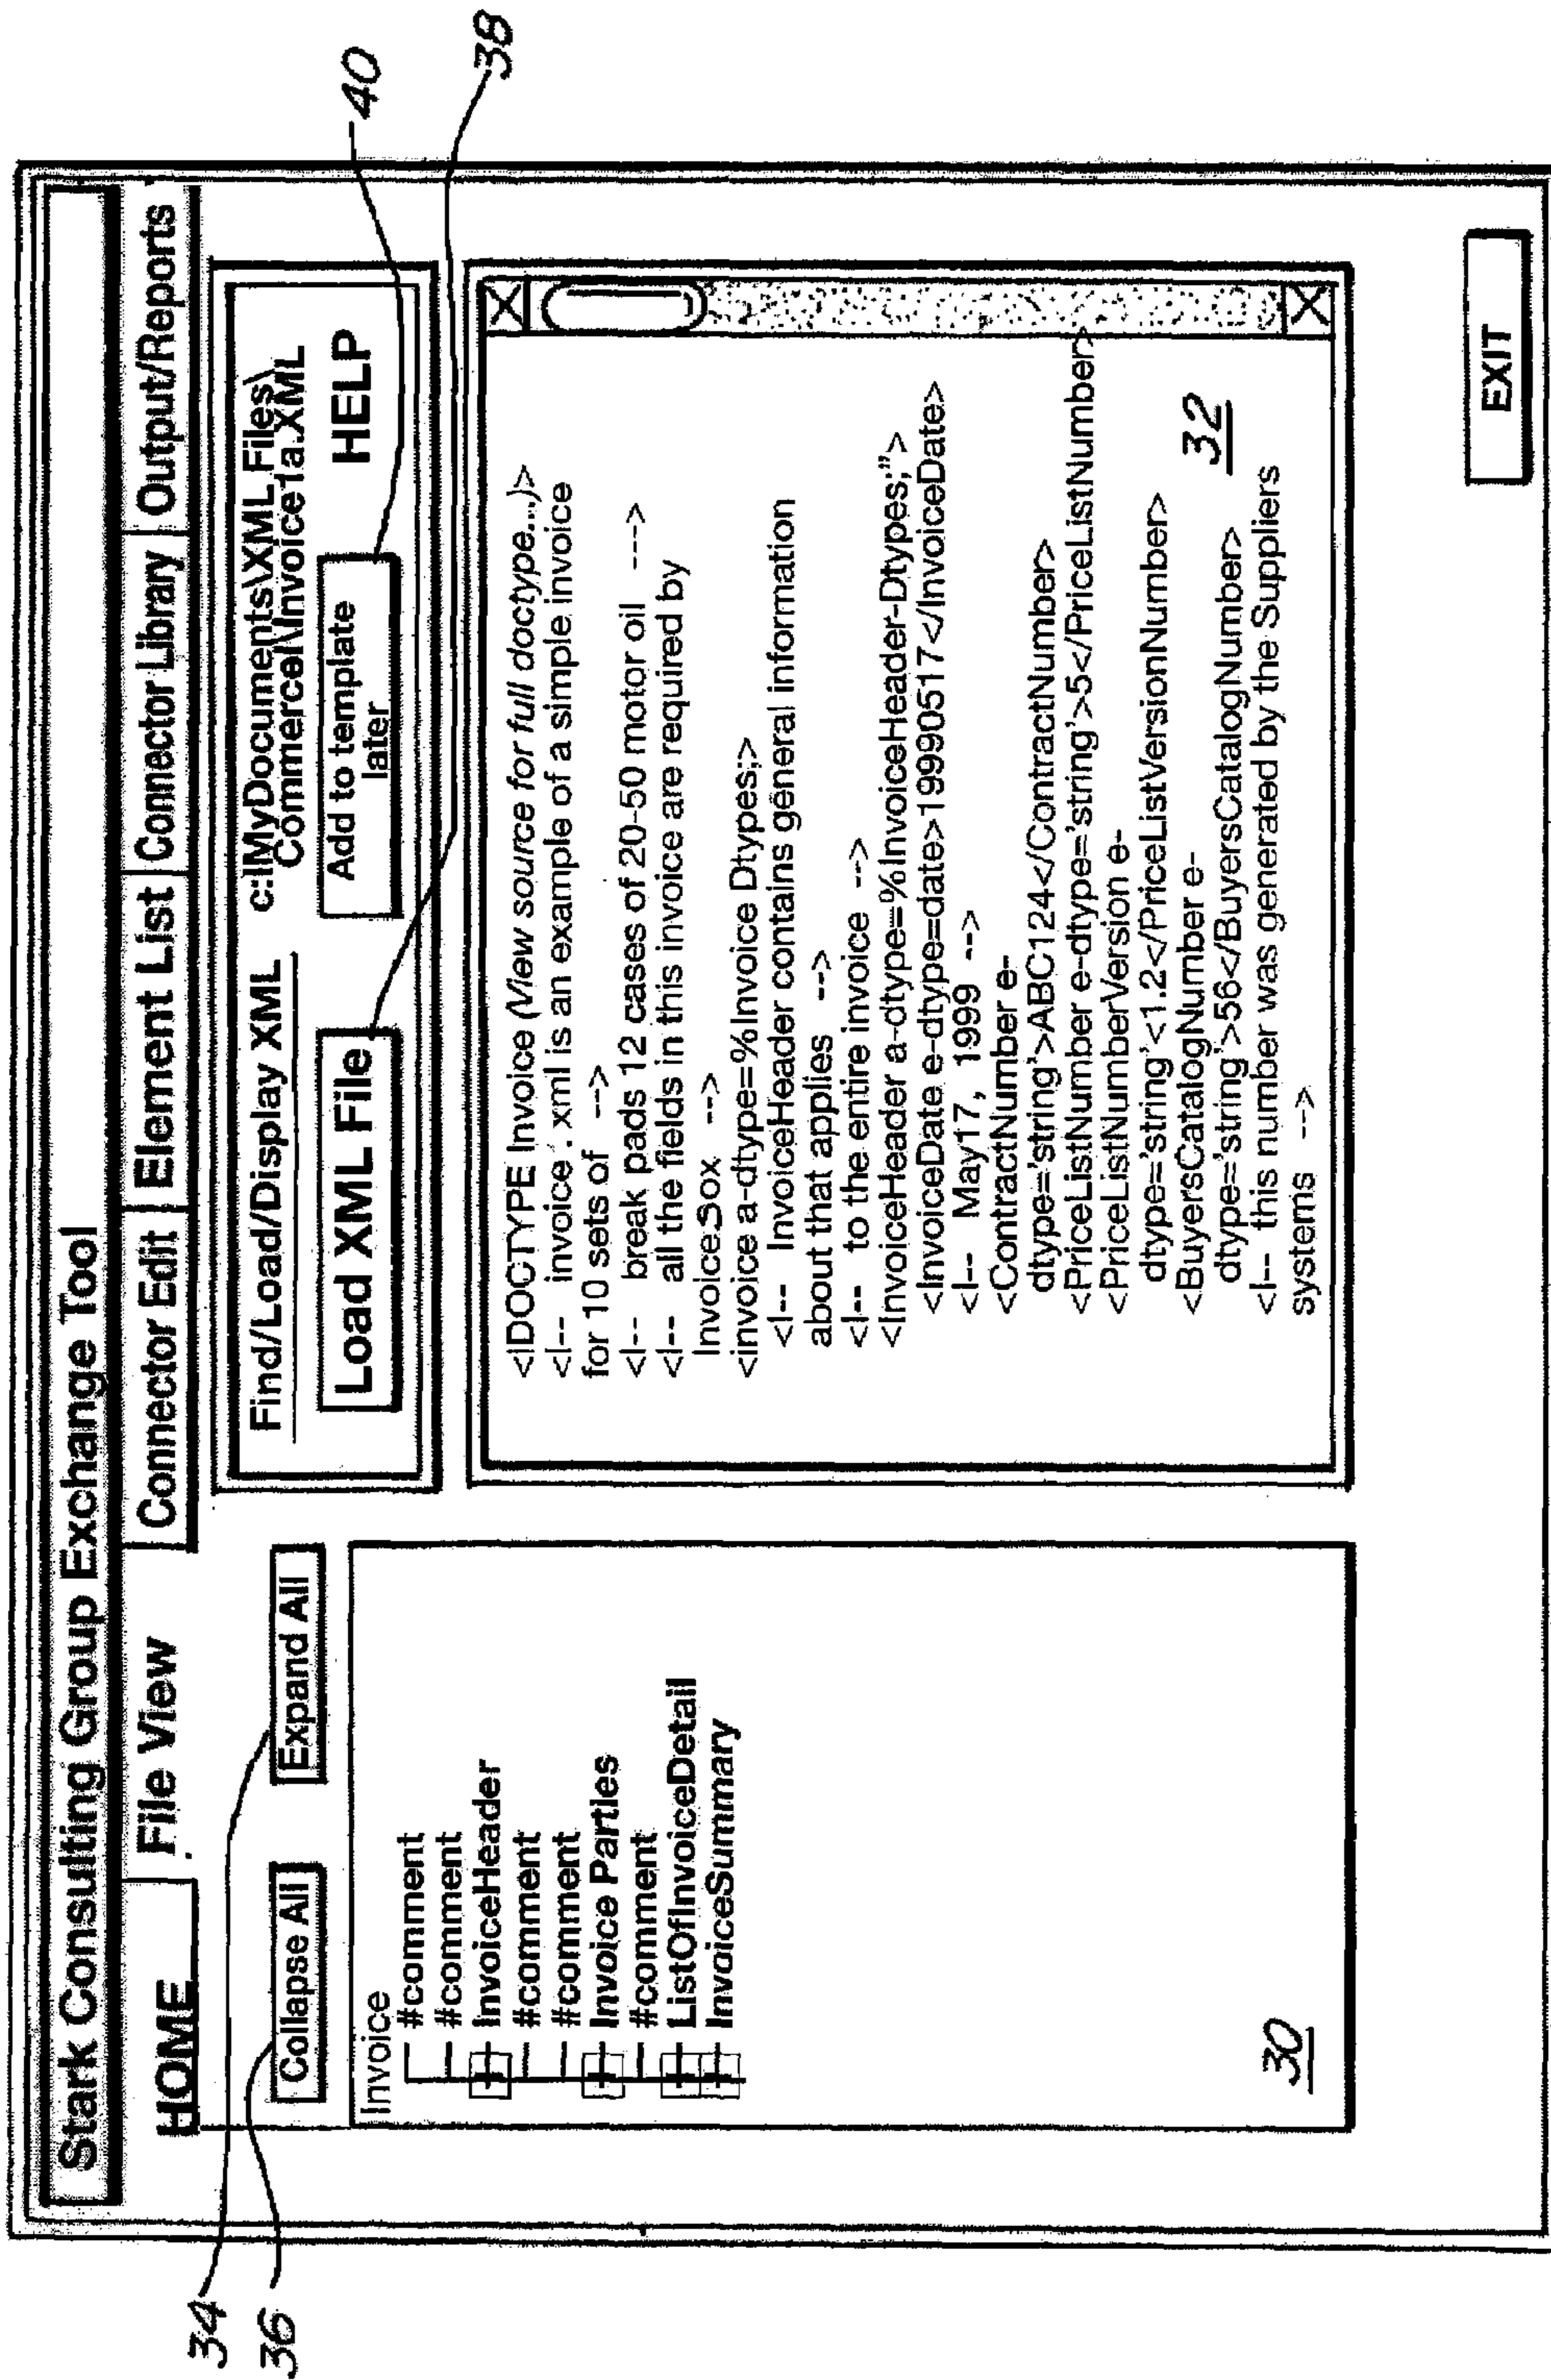 Stark Consulting Group Exchange Tool
HOME File View Connector Edit Element List Connector Library Output/Reports
34
36
Collapse All Expand All
Find/Load/Display XML c:\MyDocuments\XML Files\
Commerce\Invoice1a.XML
Load XML File Add to template
later HELP
40
38
Invoice
#comment
#comment
InvoiceHeader
#comment
#comment
Invoice Parties
#comment
ListOfInvoiceDetail
InvoiceSummary
30
<!DOCTYPE Invoice (View source for full doctype...)>
<!-- invoice . xml is an example of a simple invoice
for 10 sets of -->
<!-- break pads 12 cases of 20-50 motor oil --->
<!-- all the fields in this invoice are required by
Invoice.sox -->
<invoice a-dtype=%Invoice Dtypes;>
<!-- InvoiceHeader contains general information
about that applies -->
<!-- to the entire invoice -->
<InvoiceHeader a-dtype=%InvoiceHeader-Dtypes;">
<InvoiceDate e-dtype=date>19990517</InvoiceDate>
<!-- May17, 1999 -->
<ContractNumber e-
dtype='string'>ABC124</ContractNumber>
<PriceListNumber e-dtype='string'>5</PriceListNumber>
<PriceListNumberVersion e-
dtype='string'<1.2</PriceListVersionNumber>
<BuyersCatalogNumber e-
dtype='string'>56</BuyersCatalogNumber>
<!-- this number was generated by the Suppliers
systems -->
32
EXIT